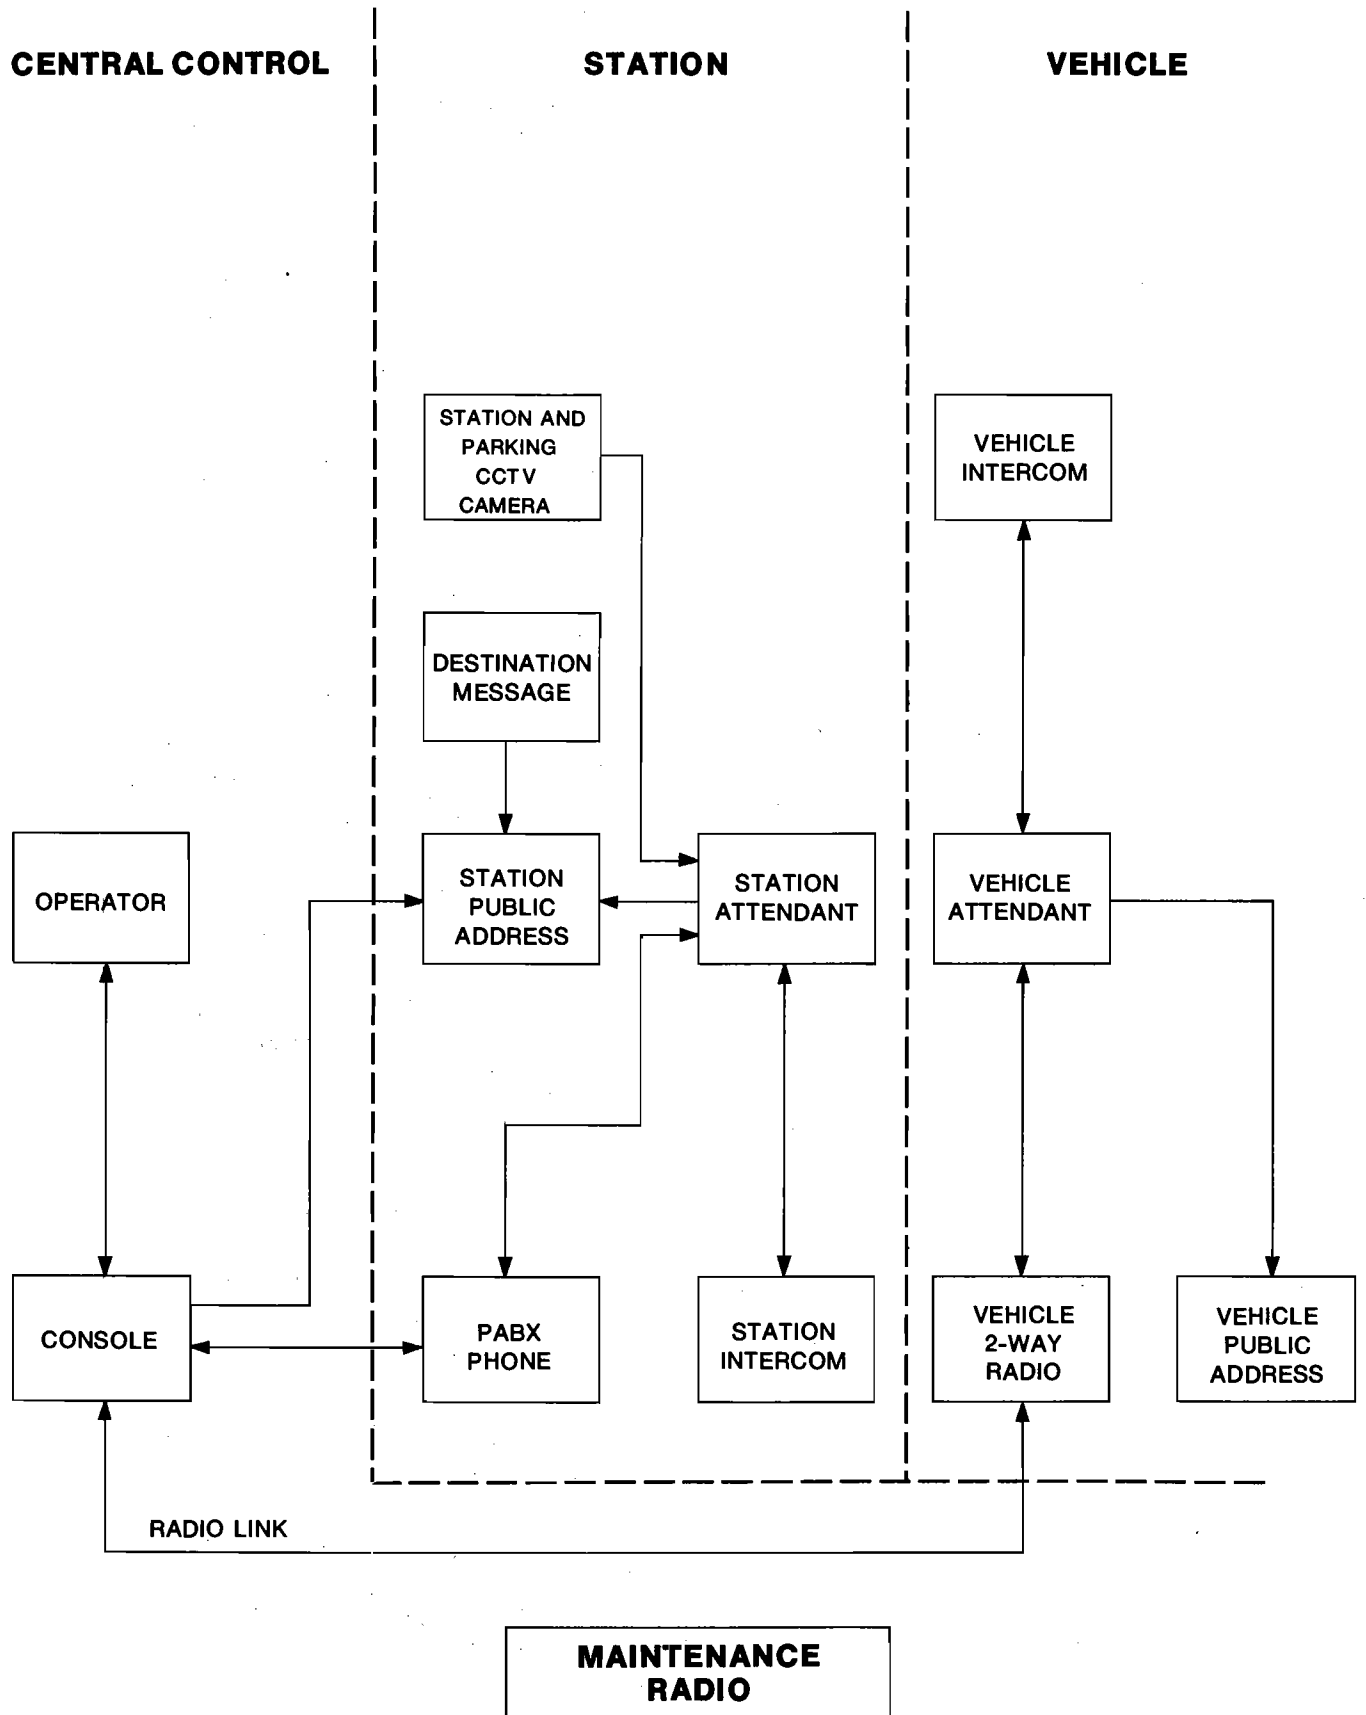 CENTRAL CONTROL
STATION
VEHICLE
STATION AND
PARKING
CCTV
CAMERA
VEHICLE
INTERCOM
DESTINATION
MESSAGE
OPERATOR
STATION
PUBLIC
ADDRESS
STATION
ATTENDANT
VEHICLE
ATTENDANT
CONSOLE
PABX
PHONE
STATION
INTERCOM
VEHICLE
2-WAY
RADIO
VEHICLE
PUBLIC
ADDRESS
RADIO LINK
MAINTENANCE
RADIO